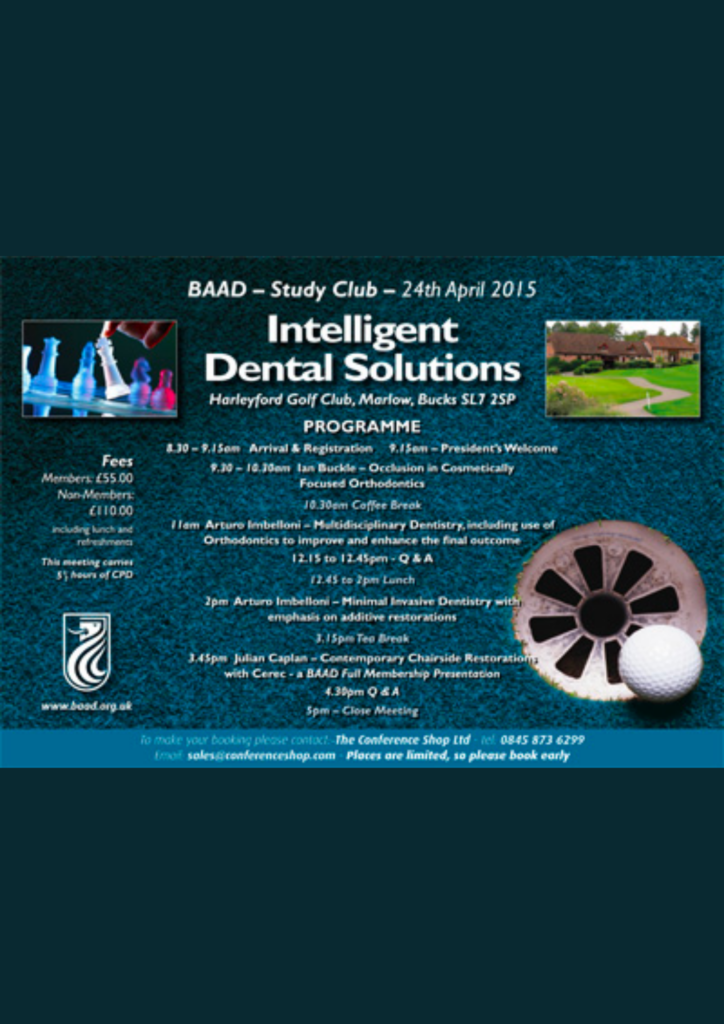 BAAD – Study Club – 24th April 2015
Intelligent
Dental Solutions
Harleyford Golf Club, Marlow, Bucks SL7 2SP
PROGRAMME
8.30 – 9.15am Arrival & Registration 9.15am – President's Welcome
9.30 – 10.30am Ian Buckle – Occlusion in Cosmetically
Focused Orthodontics
10.30am Coffee Break
11am Arturo Imbelloni – Multidisciplinary Dentistry, including use of
Orthodontics to improve and enhance the final outcome
12.15 to 12.45pm - Q & A
12.45 to 2pm Lunch
2pm Arturo Imbelloni – Minimal Invasive Dentistry with
emphasis on additive restorations
3.15pm Tea Break
3.45pm Julian Caplan – Contemporary Chairside Restorations
with Cerec - a BAAD Full Membership Presentation
4.30pm Q & A
5pm – Close Meeting
Fees
Members: £55.00
Non-Members:
£110.00
including lunch and
refreshments
This meeting carries
5½ hours of CPD
www.baad.org.uk
To make your booking please contact:- The Conference Shop Ltd - tel: 0845 873 6299
Email: sales@conferenceshop.com - Places are limited, so please book early